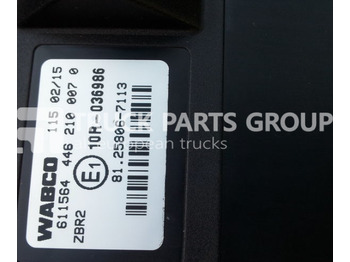 WABCO 115 02/15
611564 446 210 007 0
ZBR2
E1 10R-036986
81.25806-7113
TRUCK PARTS GROUP
european trucks